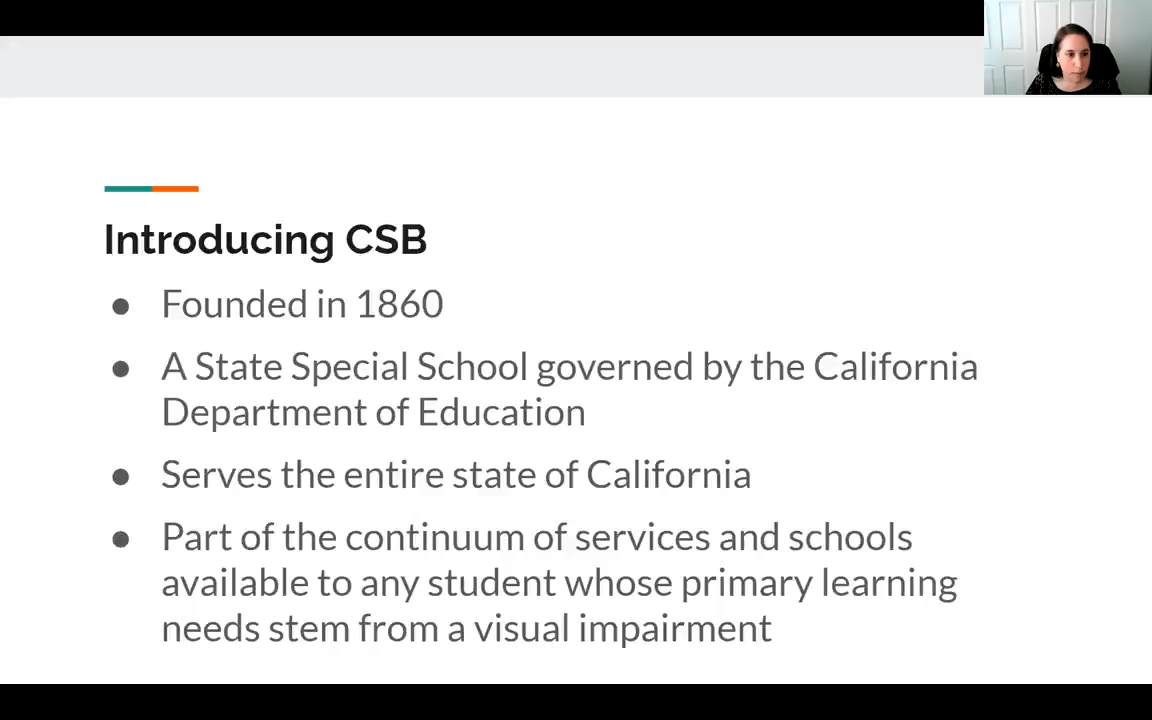 Introducing CSB
● Founded in 1860
● A State Special School governed by the California
Department of Education
● Serves the entire state of California
● Part of the continuum of services and schools
available to any student whose primary learning
needs stem from a visual impairment